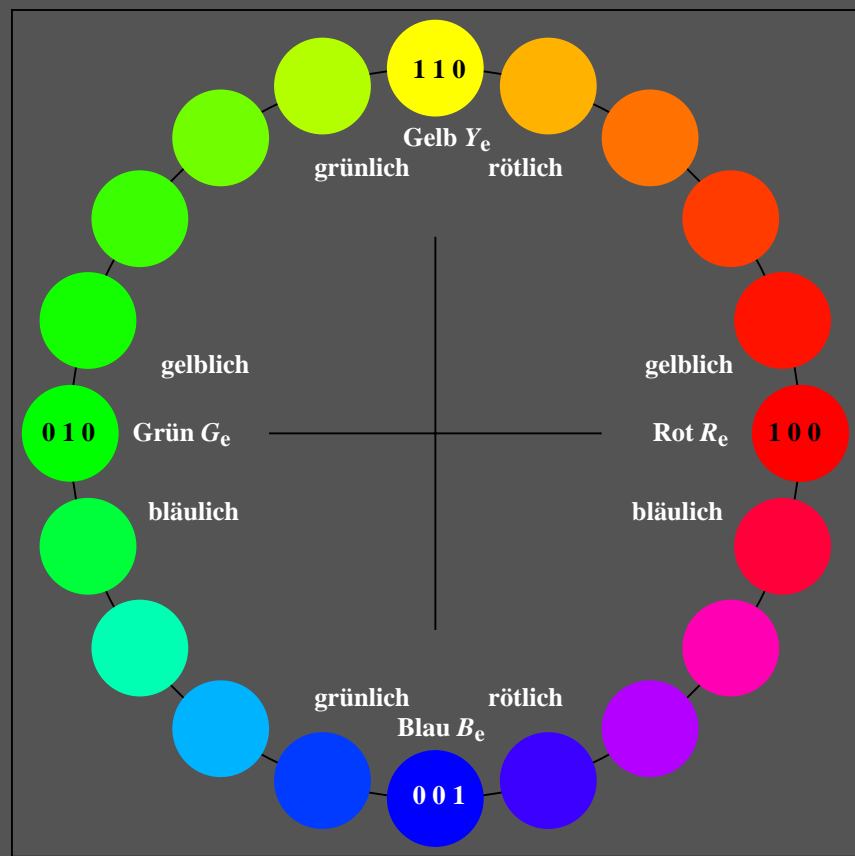 1 1 0
Gelb Ye
grünlich rötlich
gelblich gelblich
0 1 0 Grün Ge Rot Re 1 0 0
bläulich bläulich
grünlich rötlich
Blau Be
0 0 1